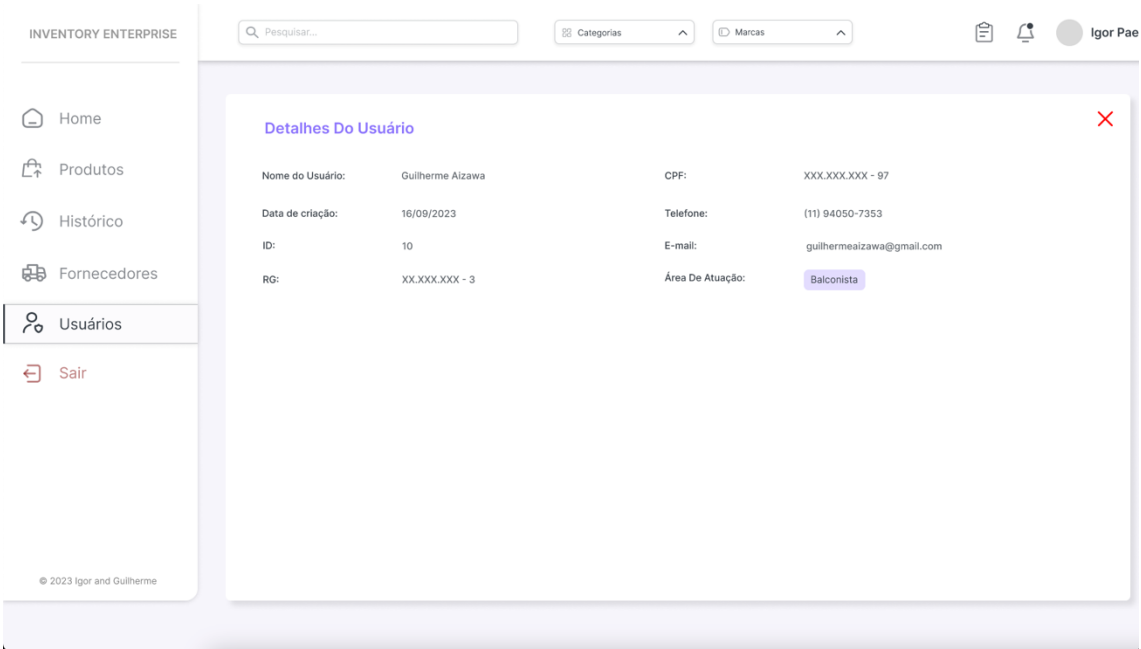 INVENTORY ENTERPRISE
Pesquisar...
Categorias
Marcas
Igor Pae
Home
Produtos
Histórico
Fornecedores
Usuários
Sair
© 2023 Igor and Guilherme
Detalhes Do Usuário
Nome do Usuário: Guilherme Aizawa
CPF: XXX.XXX.XXX - 97
Data de criação: 16/09/2023
Telefone: (11) 94050-7353
ID: 10
E-mail: guilhermeaizawa@gmail.com
RG: XX.XXX.XXX - 3
Área De Atuação: Balconista